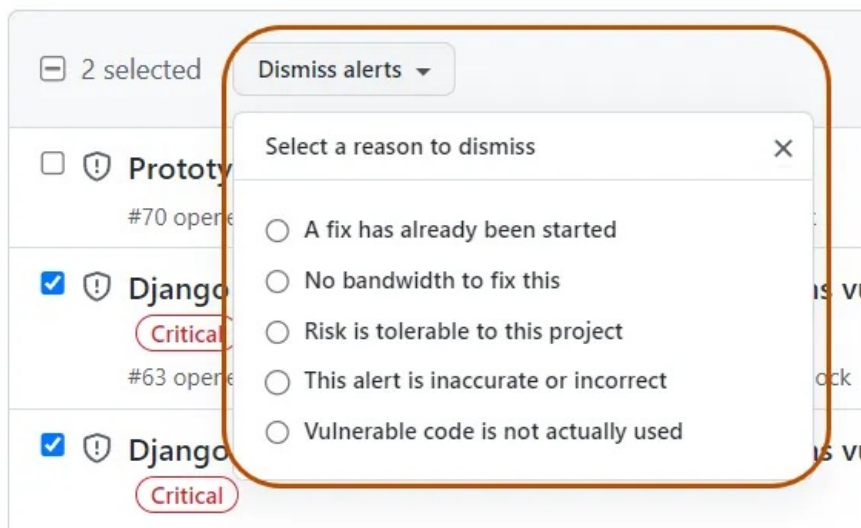 2 selected
Dismiss alerts
Select a reason to dismiss
#70
A fix has already been started
Django
No bandwidth to fix this
Critical
Risk is tolerable to this project
#63
This alert is inaccurate or incorrect
Django
Vulnerable code is not actually used
Critical